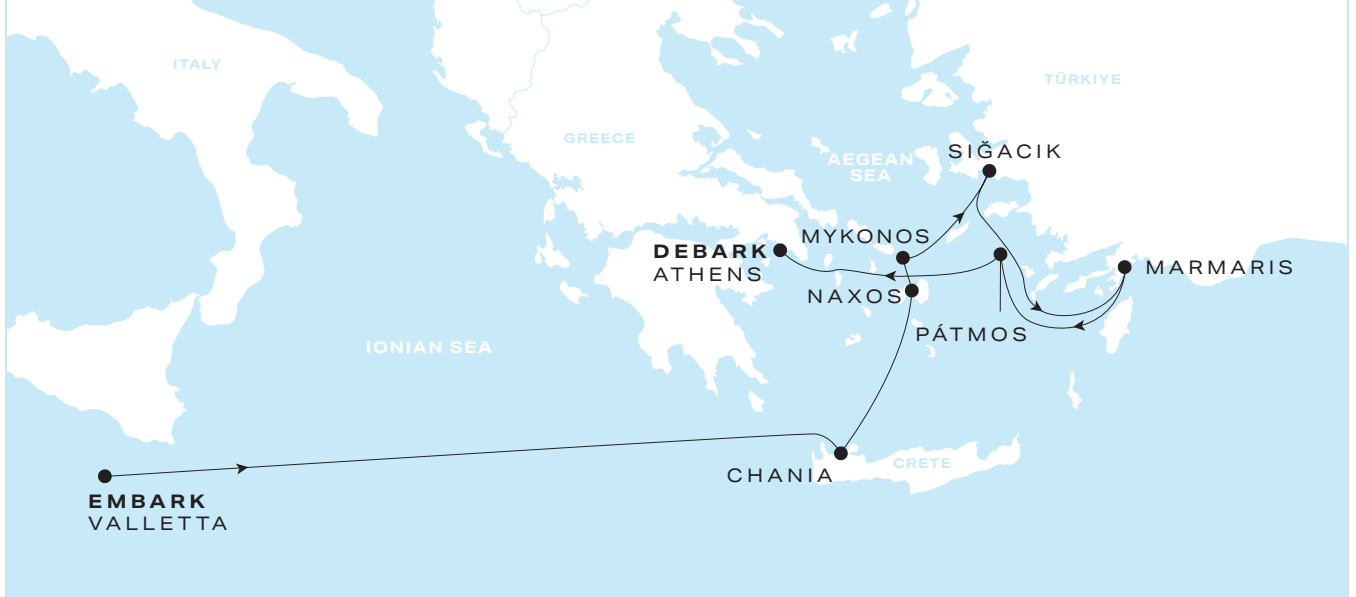 ITALY
TÜRKIYE
GREECE
SIĞACIK
AEGEAN
SEA
MYKONOS
DEBARK
ATHENS
MARMARIS
NAXOS
PÁTMOS
IONIAN SEA
CRETE
CHANIA
EMBARK
VALLETTA